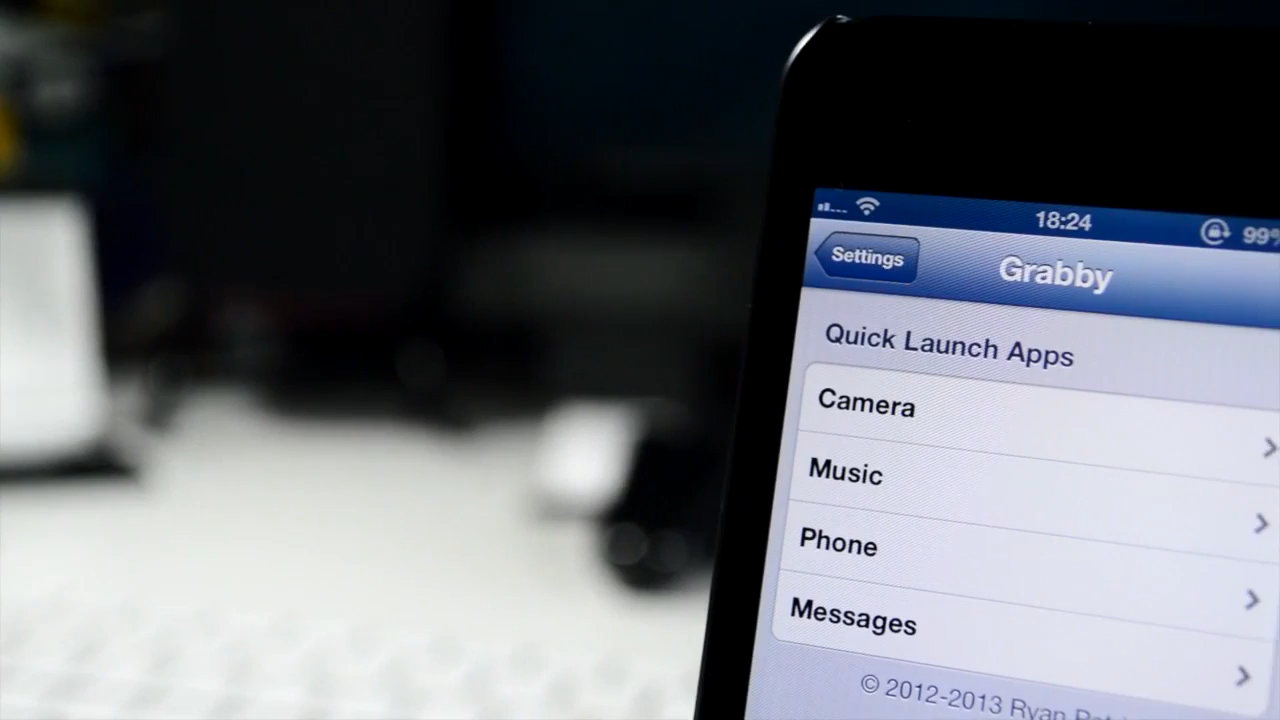 18:24 99%
Settings Grabby
Quick Launch Apps
Camera
Music
Phone
Messages
© 2012-2013 Ryan